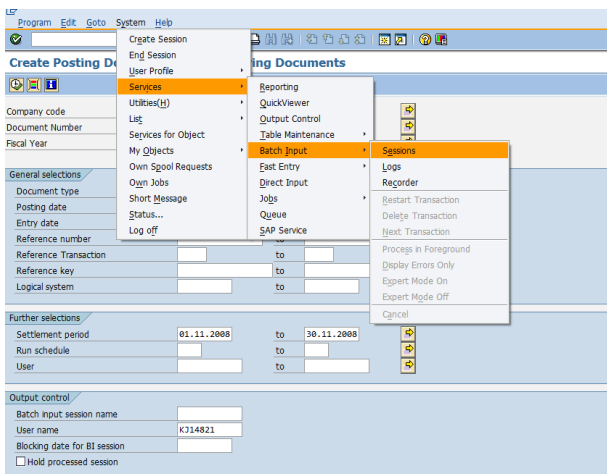 Program Edit Goto System Help
Create Session
End Session
User Profile
Services
Utilities(H)
List
Services for Object
My Objects
Own Spool Requests
Own Jobs
Short Message
Status...
Log off
Reporting
QuickViewer
Output Control
Table Maintenance
Batch Input
Fast Entry
Direct Input
Jobs
Queue
SAP Service
Sessions
Logs
Recorder
Restart Transaction
Delete Transaction
Next Transaction
Process in Foreground
Display Errors Only
Expert Mode On
Expert Mode Off
Cancel
Create Posting Do ing Documents
Company code
Document Number
Fiscal Year
General selections
Document type
Posting date
Entry date
Reference number to
Reference Transaction to
Reference key to
Logical system to
Further selections
Settlement period 01.11.2008 to 30.11.2008
Run schedule to
User to
Output control
Batch input session name
User name KJ14821
Blocking date for BI session
Hold processed session